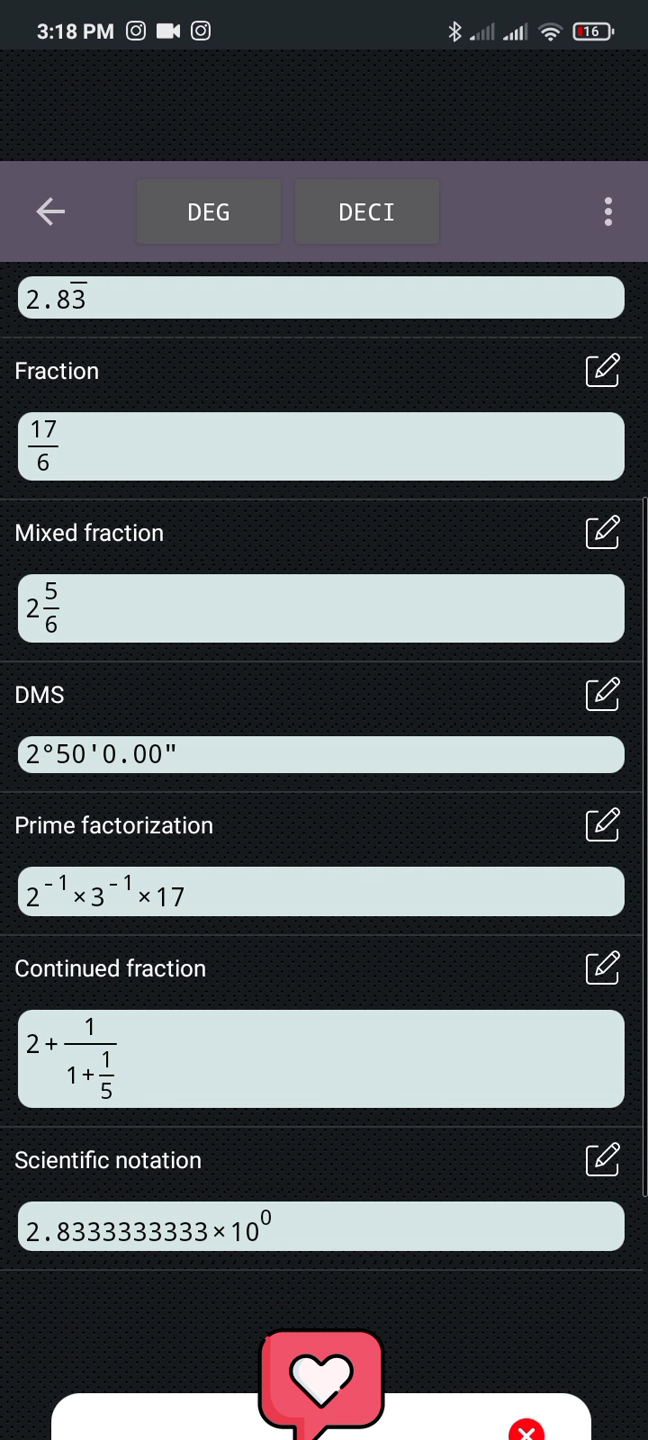 3:18 PM 16
DEG DECI
2.83̅
Fraction
17/6
Mixed fraction
2 5/6
DMS
2°50'0.00"
Prime factorization
2⁻¹×3⁻¹×17
Continued fraction
2+1/(1+1/5)
Scientific notation
2.8333333333×10⁰